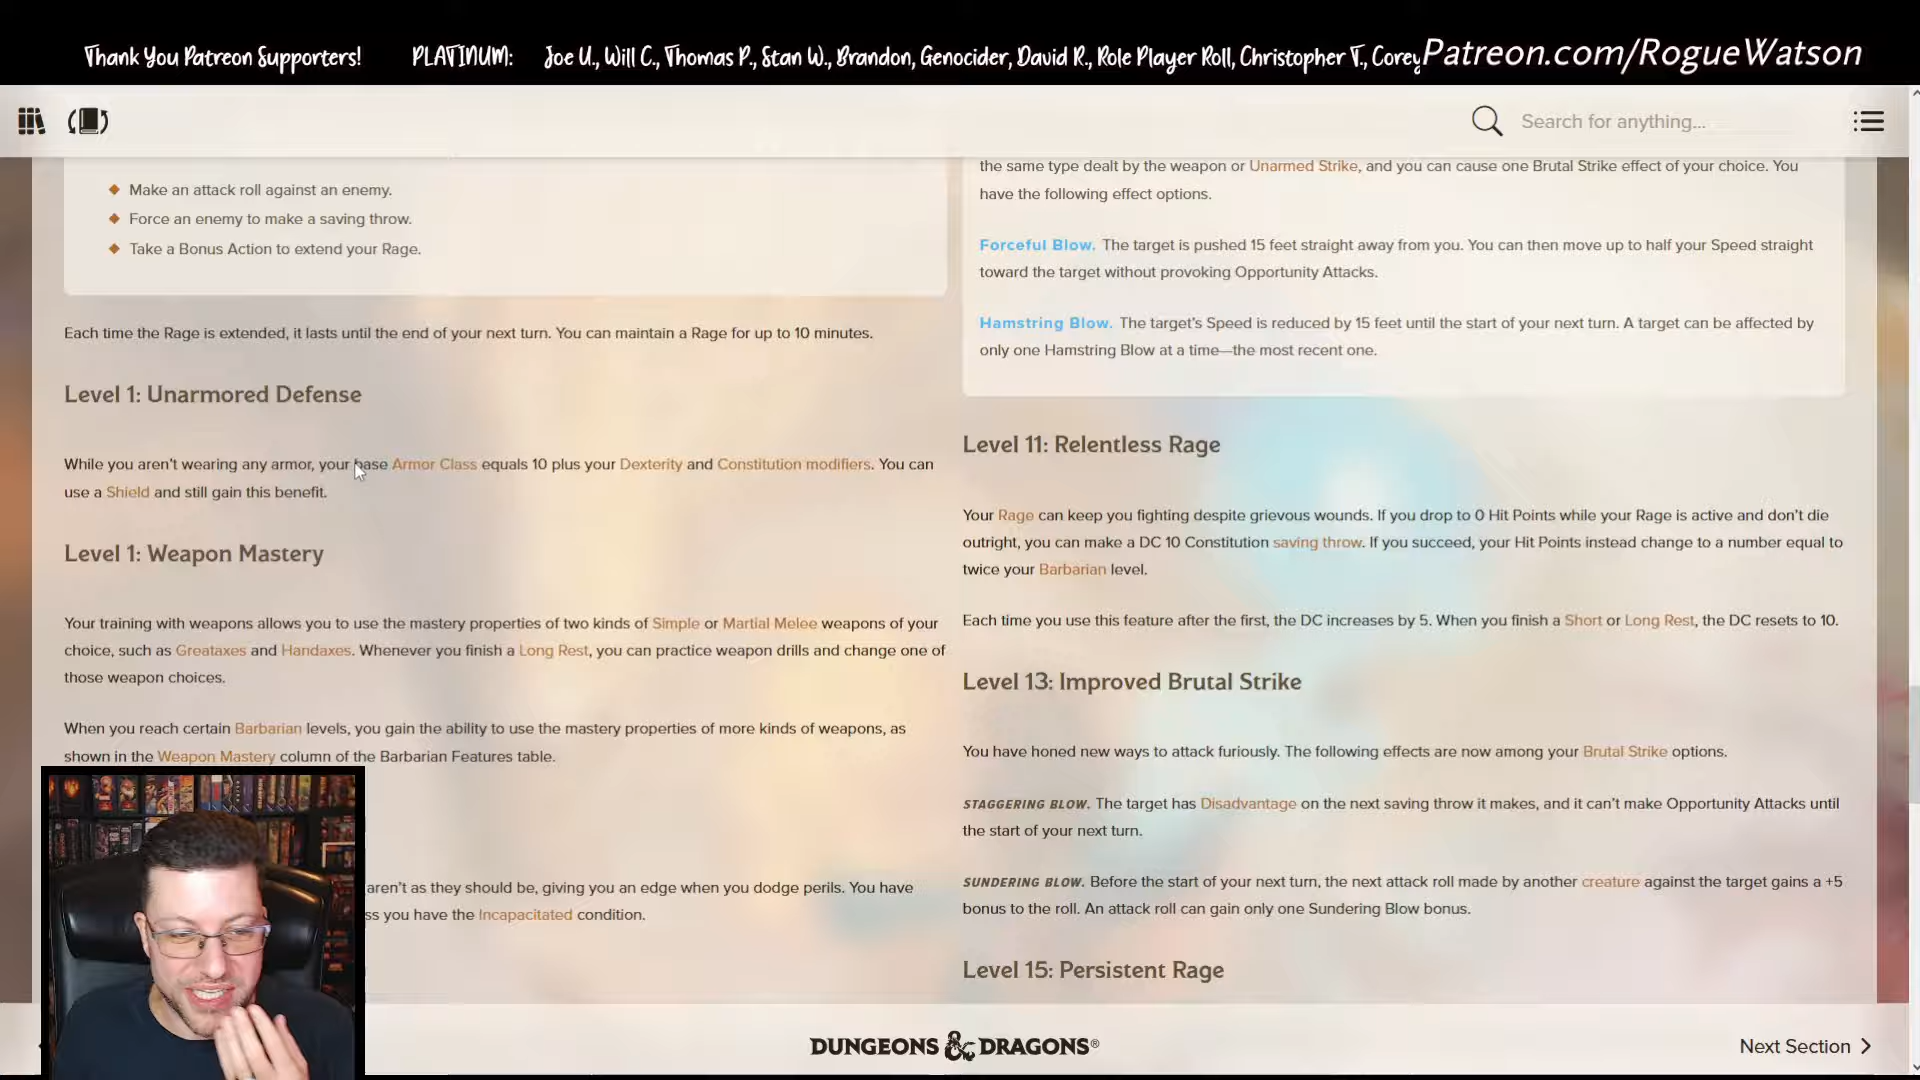 Thank You Patreon Supporters! PLATINUM: Joe U., Will C., Thomas P., Stan W., Brandon, Genocider, David R., Role Player Roll, Christopher T., Corey
Patreon.com/RogueWatson
Search for anything...
Make an attack roll against an enemy.
Force an enemy to make a saving throw.
Take a Bonus Action to extend your Rage.
Each time the Rage is extended, it lasts until the end of your next turn. You can maintain a Rage for up to 10 minutes.
Level 1: Unarmored Defense
While you aren't wearing any armor, your base Armor Class equals 10 plus your Dexterity and Constitution modifiers. You can
use a Shield and still gain this benefit.
Level 1: Weapon Mastery
Your training with weapons allows you to use the mastery properties of two kinds of Simple or Martial Melee weapons of your
choice, such as Greataxes and Handaxes. Whenever you finish a Long Rest, you can practice weapon drills and change one of
those weapon choices.
When you reach certain Barbarian levels, you gain the ability to use the mastery properties of more kinds of weapons, as
shown in the Weapon Mastery column of the Barbarian Features table.
aren't as they should be, giving you an edge when you dodge perils. You have
ss you have the Incapacitated condition.
the same type dealt by the weapon or Unarmed Strike, and you can cause one Brutal Strike effect of your choice. You
have the following effect options.
Forceful Blow. The target is pushed 15 feet straight away from you. You can then move up to half your Speed straight
toward the target without provoking Opportunity Attacks.
Hamstring Blow. The target's Speed is reduced by 15 feet until the start of your next turn. A target can be affected by
only one Hamstring Blow at a time—the most recent one.
Level 11: Relentless Rage
Your Rage can keep you fighting despite grievous wounds. If you drop to 0 Hit Points while your Rage is active and don't die
outright, you can make a DC 10 Constitution saving throw. If you succeed, your Hit Points instead change to a number equal to
twice your Barbarian level.
Each time you use this feature after the first, the DC increases by 5. When you finish a Short or Long Rest, the DC resets to 10.
Level 13: Improved Brutal Strike
You have honed new ways to attack furiously. The following effects are now among your Brutal Strike options.
STAGGERING BLOW. The target has Disadvantage on the next saving throw it makes, and it can't make Opportunity Attacks until
the start of your next turn.
SUNDERING BLOW. Before the start of your next turn, the next attack roll made by another creature against the target gains a +5
bonus to the roll. An attack roll can gain only one Sundering Blow bonus.
Level 15: Persistent Rage
DUNGEONS & DRAGONS®
Next Section